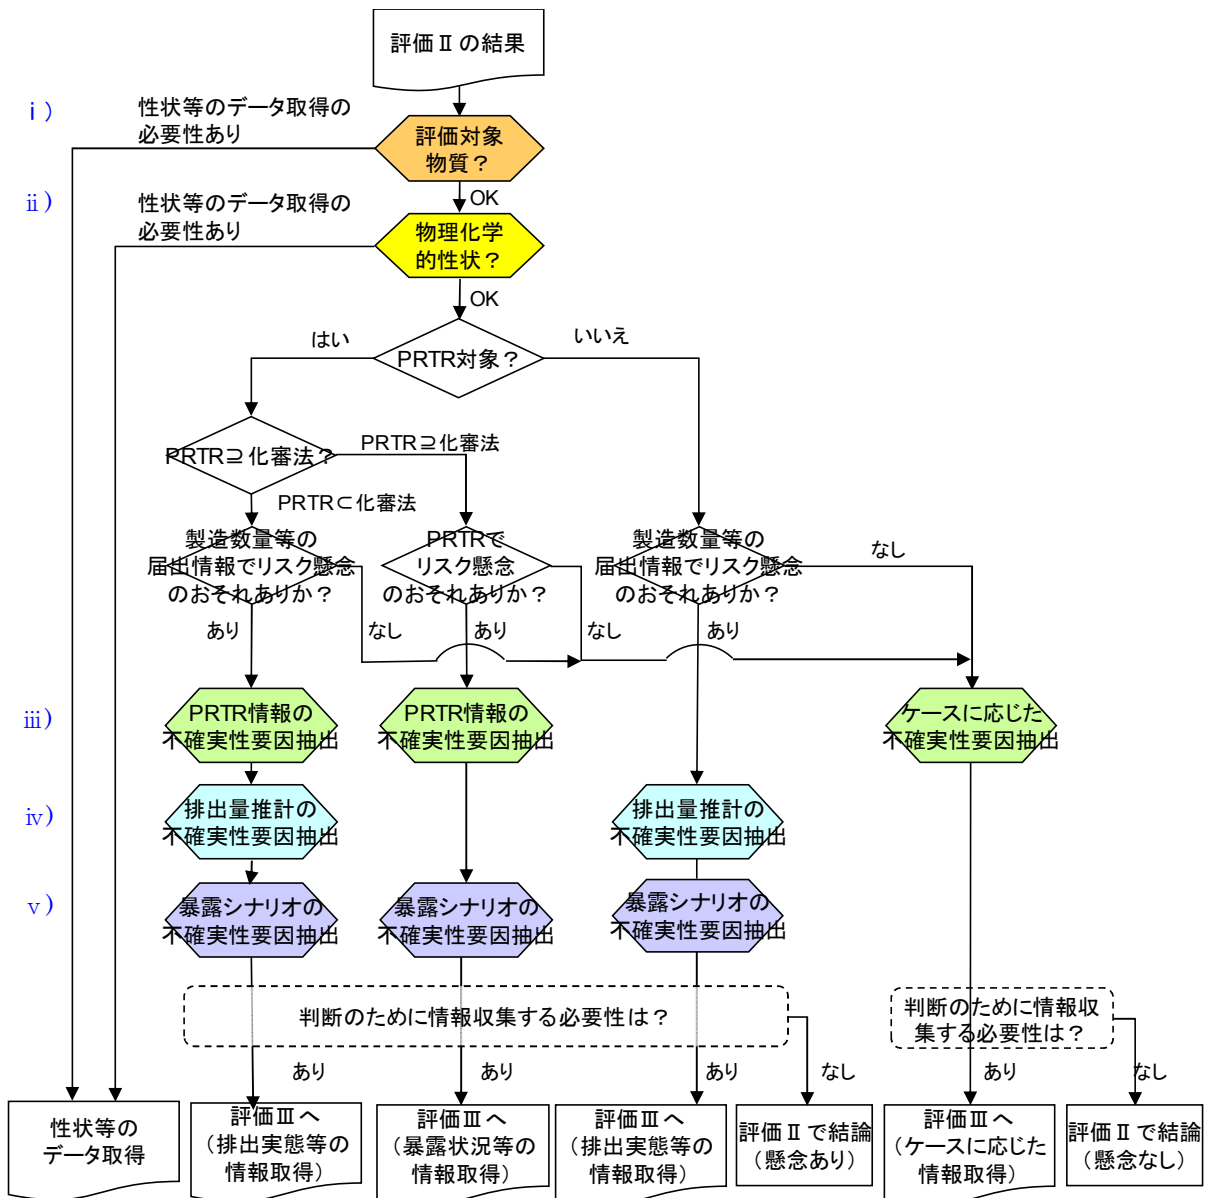 評価Ⅱの結果
ⅰ)
性状等のデータ取得の
必要性あり
評価対象
物質？
OK
ⅱ)
性状等のデータ取得の
必要性あり
物理化学
的性状？
OK
はい
PRTR対象？
いいえ
PRTR⊇化審法？
PRTR⊇化審法
PRTR⊂化審法
製造数量等の
届出情報でリスク懸念
のおそれありか？
PRTRで
リスク懸念
のおそれありか？
製造数量等の
届出情報でリスク懸念
のおそれありか？
なし
あり
なし
あり
なし
あり
ⅲ)
PRTR情報の
不確実性要因抽出
PRTR情報の
不確実性要因抽出
ケースに応じた
不確実性要因抽出
ⅳ)
排出量推計の
不確実性要因抽出
排出量推計の
不確実性要因抽出
ⅴ)
暴露シナリオの
不確実性要因抽出
暴露シナリオの
不確実性要因抽出
暴露シナリオの
不確実性要因抽出
判断のために情報収集する必要性は？
判断のために情報収
集する必要性は？
あり
あり
あり
なし
あり
なし
性状等の
データ取得
評価Ⅲへ
（排出実態等の
情報取得）
評価Ⅲへ
（暴露状況等の
情報取得）
評価Ⅲへ
（排出実態等の
情報取得）
評価Ⅱで結論
（懸念あり）
評価Ⅲへ
（ケースに応じた
情報取得）
評価Ⅱで結論
（懸念なし）